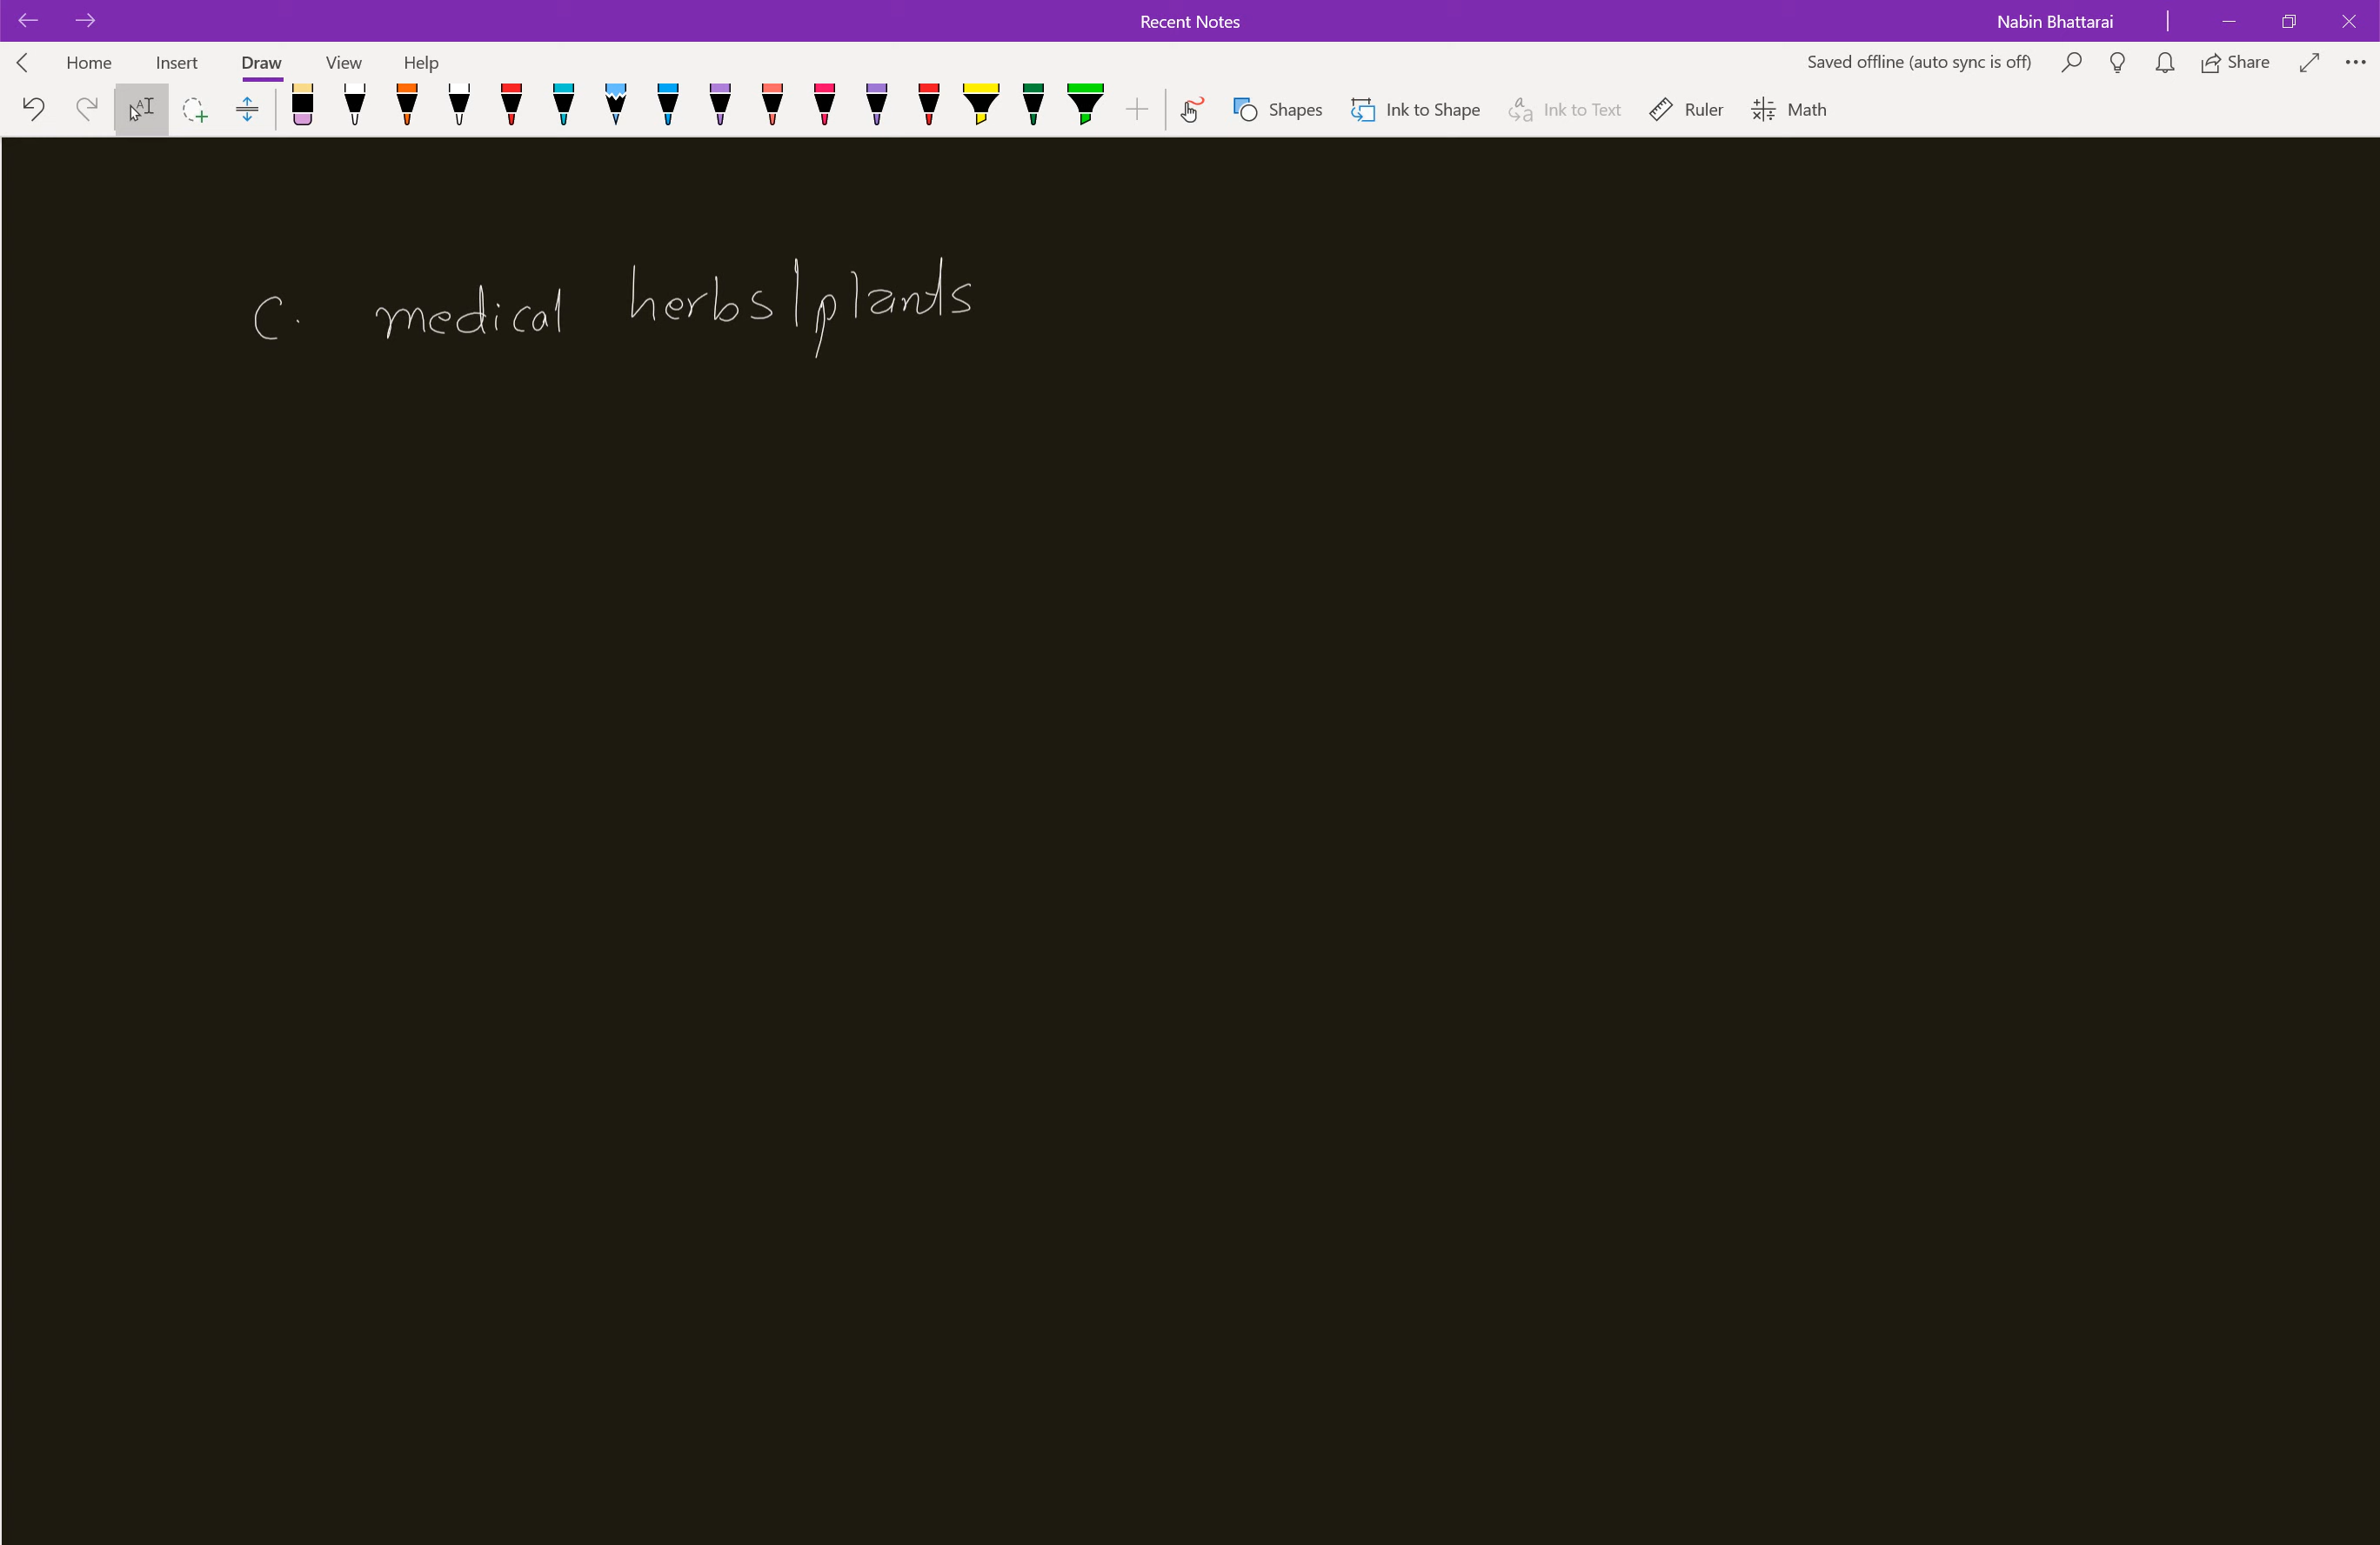 Recent Notes
Nabin Bhattarai
Home Insert Draw View Help
Saved offline (auto sync is off) Share
Shapes Ink to Shape Ink to Text Ruler Math
C. medical herbs|plants